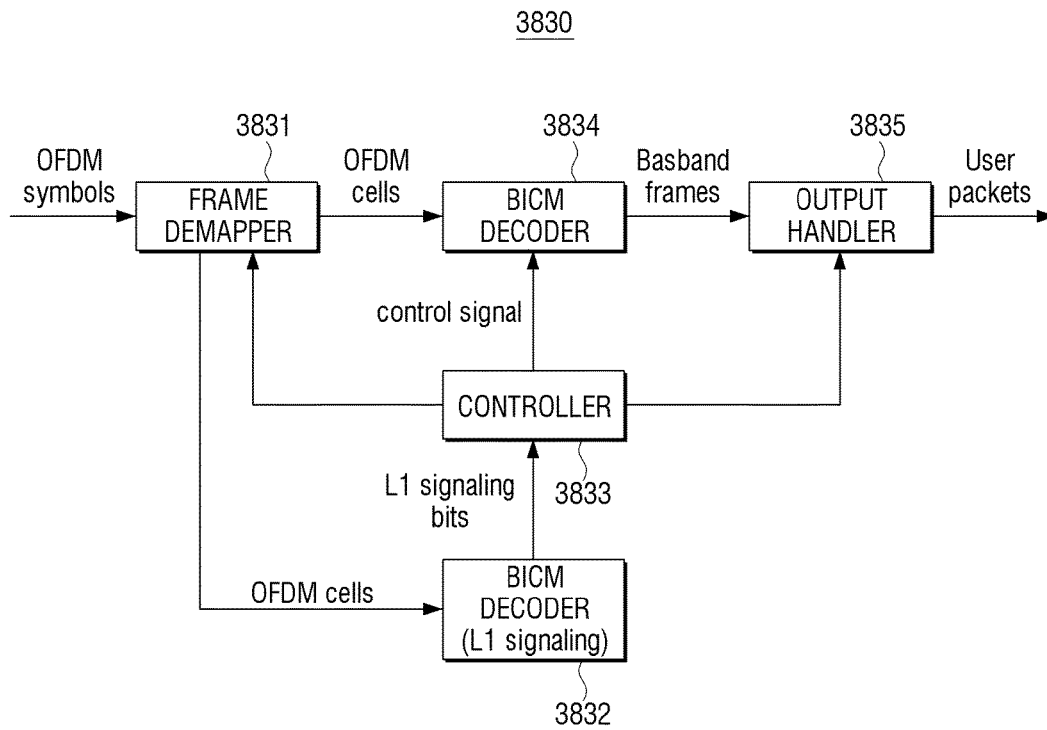 3830
3831
3834
3835
OFDM
symbols
OFDM
cells
Basband
frames
User
packets
FRAME
DEMAPPER
BICM
DECODER
OUTPUT
HANDLER
control signal
CONTROLLER
3833
L1 signaling
bits
OFDM cells
BICM
DECODER
(L1 signaling)
3832